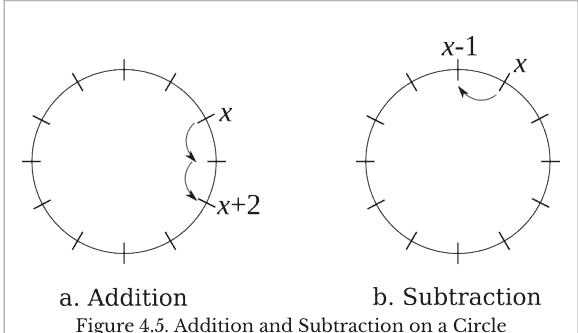 x-1
x
x
x+2
a. Addition
b. Subtraction
Figure 4.5. Addition and Subtraction on a Circle